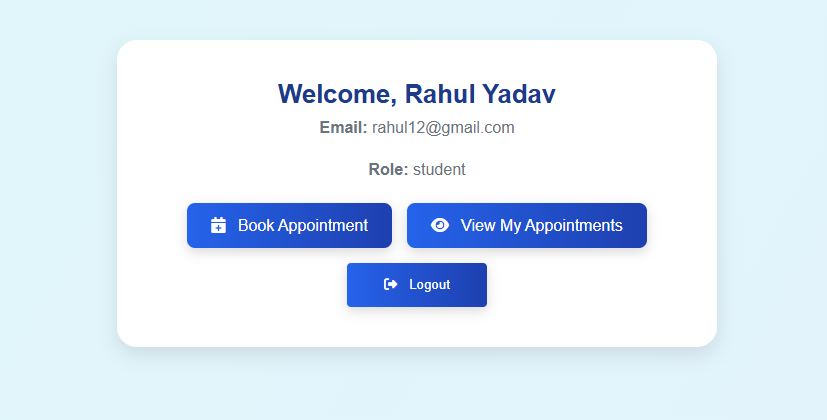 Welcome, Rahul Yadav
Email: rahul12@gmail.com
Role: student
Book Appointment
View My Appointments
Logout